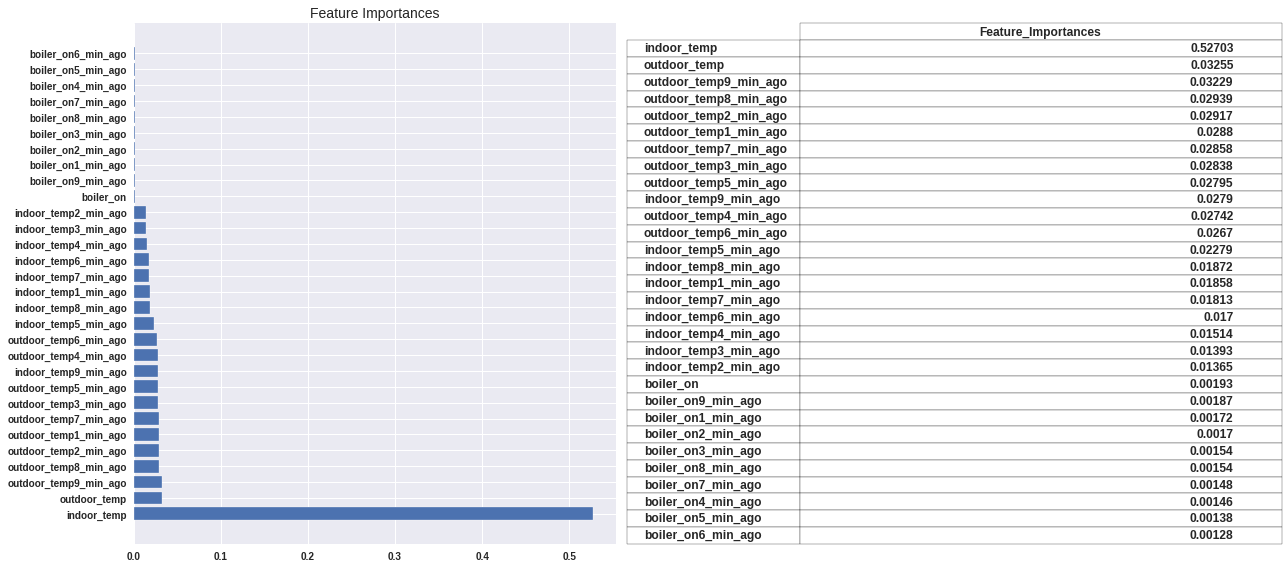 Feature Importances
boiler_on6_min_ago
boiler_on5_min_ago
boiler_on4_min_ago
boiler_on7_min_ago
boiler_on8_min_ago
boiler_on3_min_ago
boiler_on2_min_ago
boiler_on1_min_ago
boiler_on9_min_ago
boiler_on
indoor_temp2_min_ago
indoor_temp3_min_ago
indoor_temp4_min_ago
indoor_temp6_min_ago
indoor_temp7_min_ago
indoor_temp1_min_ago
indoor_temp8_min_ago
indoor_temp5_min_ago
outdoor_temp6_min_ago
outdoor_temp4_min_ago
indoor_temp9_min_ago
outdoor_temp5_min_ago
outdoor_temp3_min_ago
outdoor_temp7_min_ago
outdoor_temp1_min_ago
outdoor_temp2_min_ago
outdoor_temp8_min_ago
outdoor_temp9_min_ago
outdoor_temp
indoor_temp
0.0 0.1 0.2 0.3 0.4 0.5
Feature_Importances
indoor_temp 0.52703
outdoor_temp 0.03255
outdoor_temp9_min_ago 0.03229
outdoor_temp8_min_ago 0.02939
outdoor_temp2_min_ago 0.02917
outdoor_temp1_min_ago 0.0288
outdoor_temp7_min_ago 0.02858
outdoor_temp3_min_ago 0.02838
outdoor_temp5_min_ago 0.02795
indoor_temp9_min_ago 0.0279
outdoor_temp4_min_ago 0.02742
outdoor_temp6_min_ago 0.0267
indoor_temp5_min_ago 0.02279
indoor_temp8_min_ago 0.01872
indoor_temp1_min_ago 0.01858
indoor_temp7_min_ago 0.01813
indoor_temp6_min_ago 0.017
indoor_temp4_min_ago 0.01514
indoor_temp3_min_ago 0.01393
indoor_temp2_min_ago 0.01365
boiler_on 0.00193
boiler_on9_min_ago 0.00187
boiler_on1_min_ago 0.00172
boiler_on2_min_ago 0.0017
boiler_on3_min_ago 0.00154
boiler_on8_min_ago 0.00154
boiler_on7_min_ago 0.00148
boiler_on4_min_ago 0.00146
boiler_on5_min_ago 0.00138
boiler_on6_min_ago 0.00128